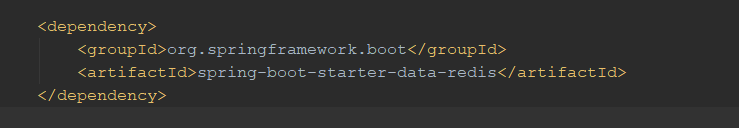 <dependency>
<groupId>org.springframework.boot</groupId>
<artifactId>spring-boot-starter-data-redis</artifactId>
</dependency>